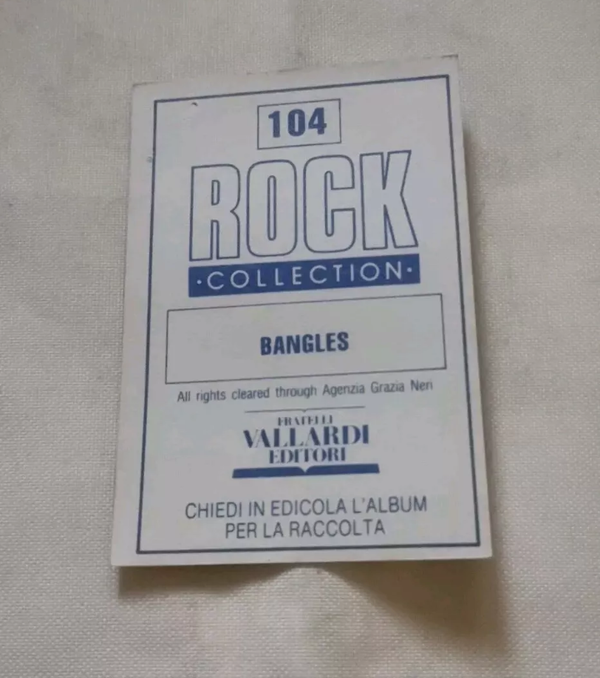 104
ROCK
·COLLECTION·
BANGLES
All rights cleared through Agenzia Grazia Neri
FRATELLI
VALLARDI
EDITORI
CHIEDI IN EDICOLA L'ALBUM
PER LA RACCOLTA